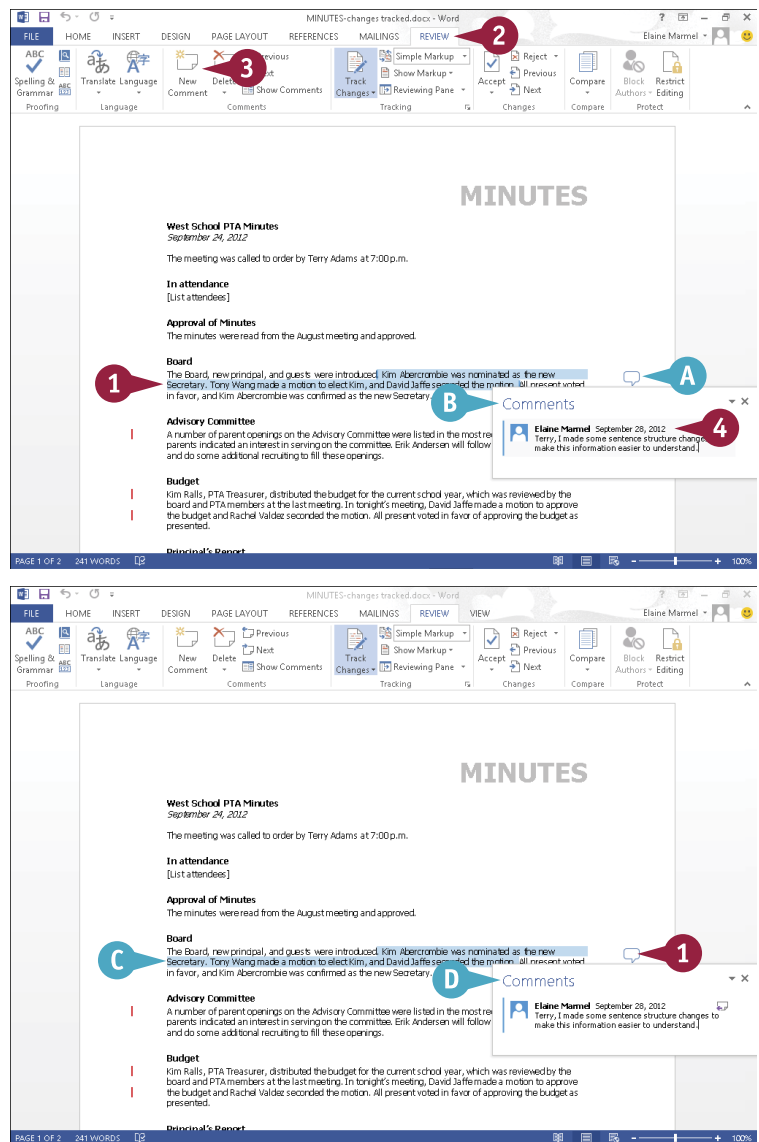 MINUTES-changes tracked.docx - Word
?
FILE HOME INSERT DESIGN PAGE LAYOUT REFERENCES MAILINGS REVIEW 2 Elaine Marmel
ABC Spelling & Grammar ABC 123 Translate Language New Comment 3 Delete Show Comments Track Changes Simple Markup Show Markup Reviewing Pane Accept Reject Previous Next Compare Block Authors Restrict Editing
Proofing Language Comments Tracking Changes Compare Protect
MINUTES
West School PTA Minutes
September 24, 2012
The meeting was called to order by Terry Adams at 7:00 p.m.
In attendance
[List attendees]
Approval of Minutes
The minutes were read from the August meeting and approved.
Board
The Board, new principal, and guests were introduced. Kim Abercrombie was nominated as the new
A
1
Secretary. Tony Wang made a motion to elect Kim, and David Jaffe seconded the motion. All present voted
in favor, and Kim Abercrombie was confirmed as the new Secretary.
B
Comments
Elaine Marmel September 28, 2012
4
Terry, I made some sentence structure changes
make this information easier to understand.
Advisory Committee
A number of parent openings on the Advisory Committee were listed in the most
parents indicated an interest in serving on the committee. Erik Andersen will follow
and do some additional recruiting to fill these openings.
Budget
Kim Ralls, PTA Treasurer, distributed the budget for the current school year, which was reviewed by the
board and PTA members at the last meeting. In tonight's meeting, David Jaffe made a motion to approve
the budget and Rachel Valdez seconded the motion. All present voted in favor of approving the budget as
presented.
Principal's Report
PAGE 1 OF 2 241 WORDS 100%
MINUTES-changes tracked.docx - Word
?
FILE HOME INSERT DESIGN PAGE LAYOUT REFERENCES MAILINGS REVIEW VIEW Elaine Marmel
ABC Spelling & Grammar ABC 123 Translate Language New Comment Delete Previous Next Show Comments Track Changes Simple Markup Show Markup Reviewing Pane Accept Reject Previous Next Compare Block Authors Restrict Editing
Proofing Language Comments Tracking Changes Compare Protect
MINUTES
West School PTA Minutes
September 24, 2012
The meeting was called to order by Terry Adams at 7:00 p.m.
In attendance
[List attendees]
Approval of Minutes
The minutes were read from the August meeting and approved.
Board
The Board, new principal, and guests were introduced. Kim Abercrombie was nominated as the new
1
C
Secretary. Tony Wang made a motion to elect Kim, and David Jaffe seconded the motion. All present voted
in favor, and Kim Abercrombie was confirmed as the new Secretary.
D
Comments
Elaine Marmel September 28, 2012
Terry, I made some sentence structure changes to
make this information easier to understand.
Advisory Committee
A number of parent openings on the Advisory Committee were listed in the most
parents indicated an interest in serving on the committee. Erik Andersen will follow
and do some additional recruiting to fill these openings.
Budget
Kim Ralls, PTA Treasurer, distributed the budget for the current school year, which was reviewed by the
board and PTA members at the last meeting. In tonight's meeting, David Jaffe made a motion to approve
the budget and Rachel Valdez seconded the motion. All present voted in favor of approving the budget as
presented.
Principal's Report
PAGE 1 OF 2 241 WORDS 100%